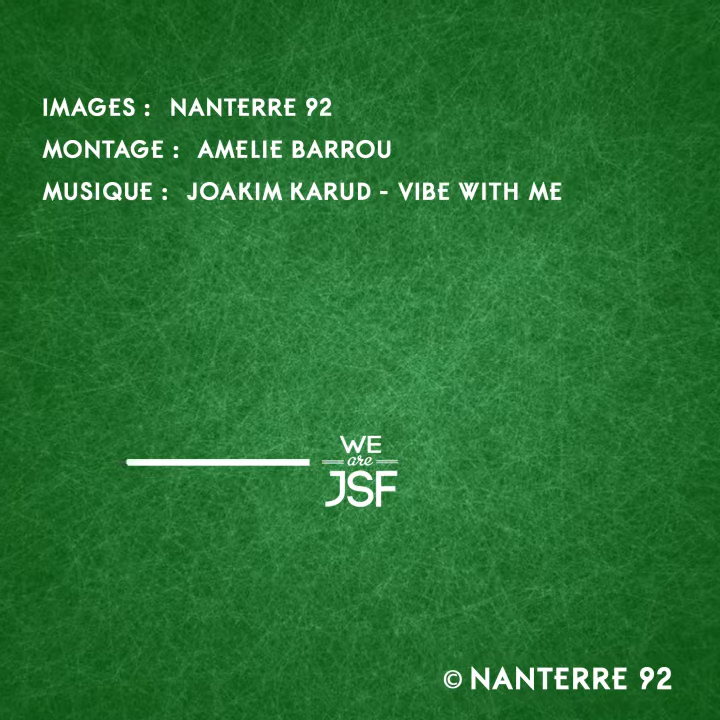 IMAGES : NANTERRE 92
MONTAGE : AMELIE BARROU
MUSIQUE : JOAKIM KARUD - VIBE WITH ME
WE
are
JSF
© NANTERRE 92